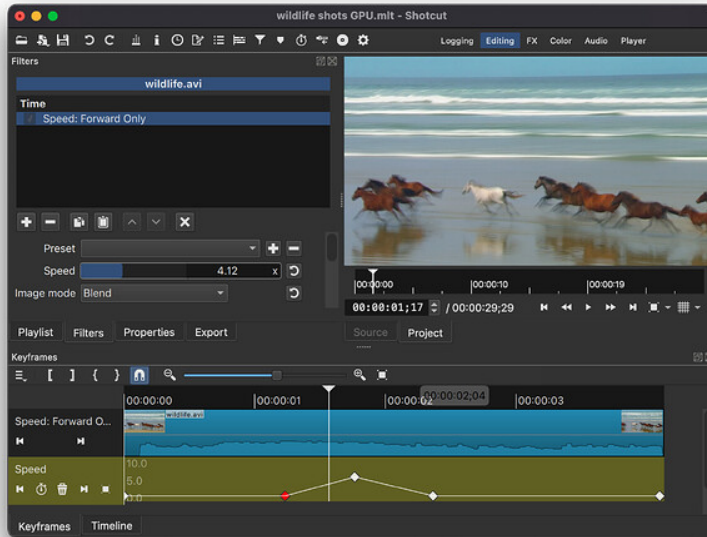 wildlife shots GPU.mlt - Shotcut
Logging Editing FX Color Audio Player
Filters
wildlife.avi
Time
Speed: Forward Only
Preset
Speed 4.12 x
Image mode Blend
Playlist Filters Properties Export
00:00:00 00:00:10 00:00:19
00:00:01;17 / 00:00:29;29
Source Project
Keyframes
00:00:00 00:00:01 00:00:02 00:00:02;04 00:00:03
Speed: Forward O...
wildlife.avi
Speed
10.0
5.0
0.0
Keyframes Timeline